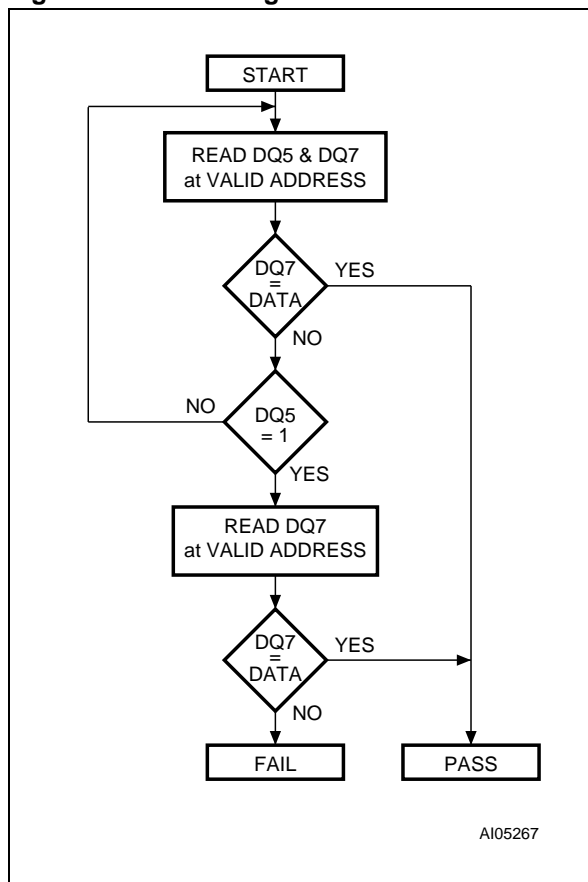 START
READ DQ5 & DQ7
at VALID ADDRESS
DQ7
=
DATA
YES
NO
DQ5
= 1
NO
YES
READ DQ7
at VALID ADDRESS
DQ7
=
DATA
YES
NO
FAIL
PASS
AI05267